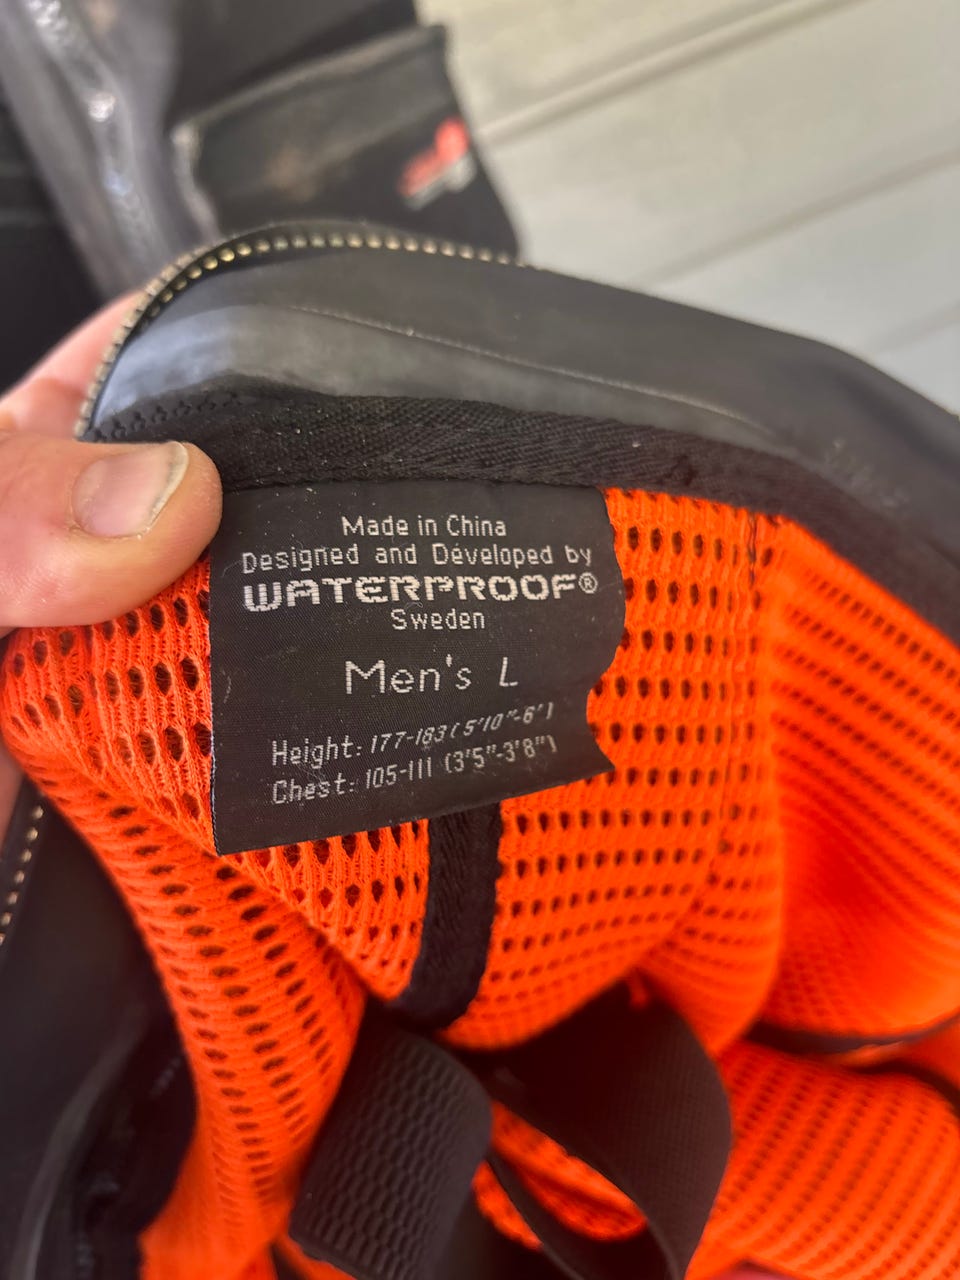 Made in China
Designed and Developed by
WATERPROOF®
Sweden
Men's L
Height: 177-183 (5'10"-6')
Chest: 105-111 (3'5"-3'8")